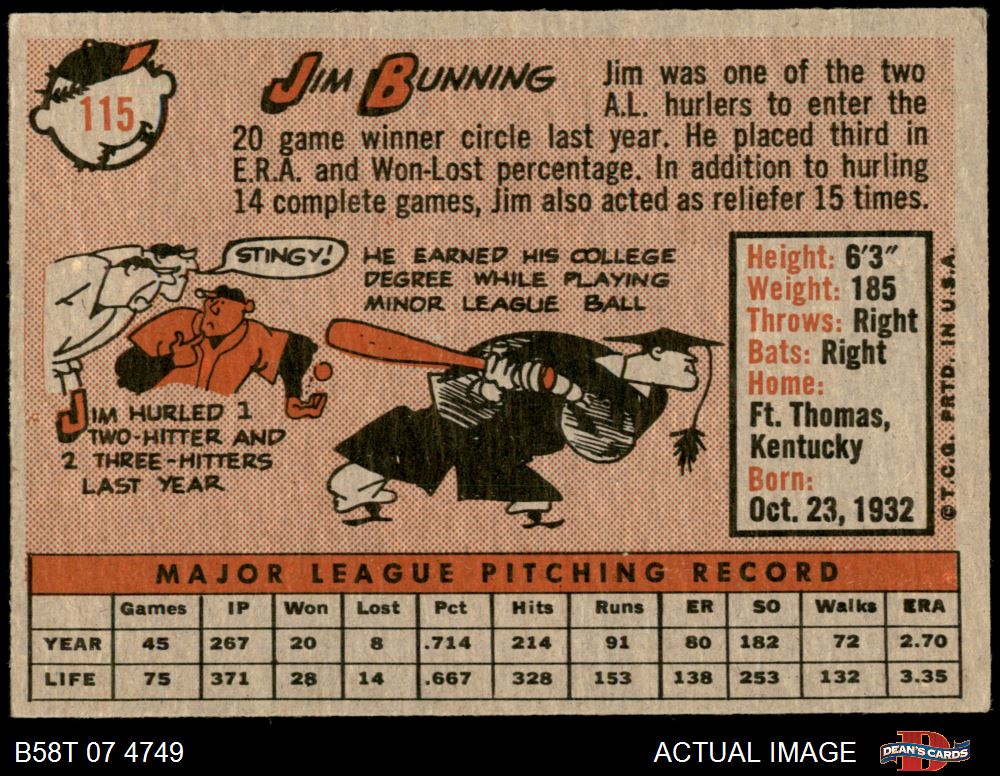 115
JIM BUNNING
Jim was one of the two
A.L. hurlers to enter the
20 game winner circle last year. He placed third in
E.R.A. and Won-Lost percentage. In addition to hurling
14 complete games, Jim also acted as reliefer 15 times.
STINGY!
HE EARNED HIS COLLEGE
DEGREE WHILE PLAYING
MINOR LEAGUE BALL
JIM HURLED 1
TWO-HITTER AND
2 THREE-HITTERS
LAST YEAR
Height: 6'3"
Weight: 185
Throws: Right
Bats: Right
Home:
Ft. Thomas,
Kentucky
Born:
Oct. 23, 1932
©T.C.G. PRTD. IN U.S.A.
MAJOR LEAGUE PITCHING RECORD
Games IP Won Lost Pct Hits Runs ER SO Walks ERA
YEAR 45 267 20 8 .714 214 91 80 182 72 2.70
LIFE 75 371 28 14 .667 328 153 138 253 132 3.35
B58T 07 4749
ACTUAL IMAGE
DEAN'S CARDS